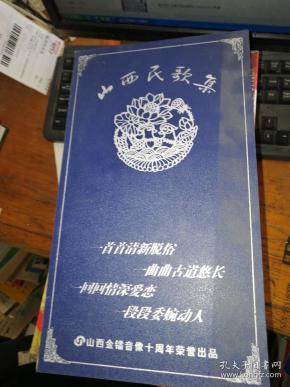 山西民歌集
一首首清新脱俗
一曲曲古道悠长
一回回情深爱恋
一段段委婉动人
山西金镭音像十周年荣誉出品
孔夫子旧书网